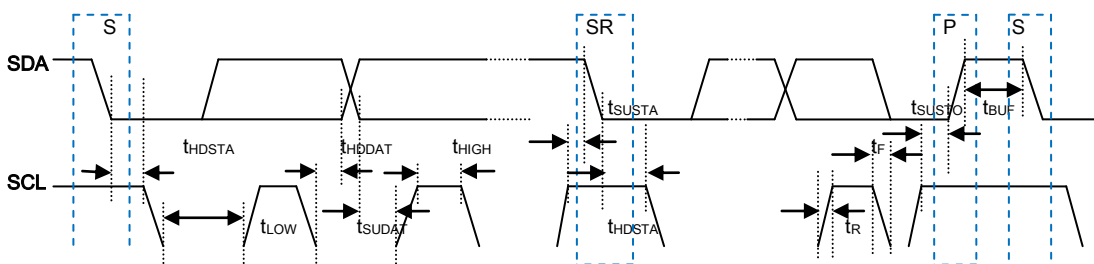 S SR P S
SDA
tSUSTA tSUSTO tBUF
tHDSTA tHDDAT tHIGH tF
SCL
tLOW tSUDAT tHDSTA tR